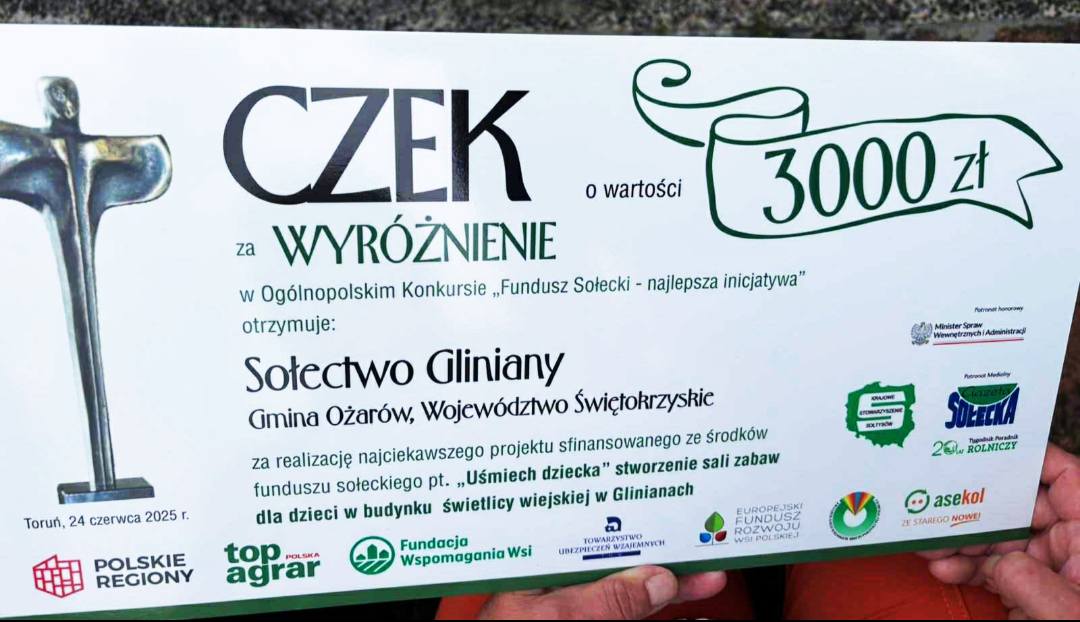 CZEK
o wartości
3000 zł
za WYRÓŻNIENIE
w Ogólnopolskim Konkursie „Fundusz Sołecki - najlepsza inicjatywa”
otrzymuje:
Sołectwo Gliniany
Gmina Ożarów, Województwo Świętokrzyskie
za realizację najciekawszego projektu sfinansowanego ze środków
funduszu sołeckiego pt. „Uśmiech dziecka” stworzenie sali zabaw
dla dzieci w budynku świetlicy wiejskiej w Glinianach
Toruń, 24 czerwca 2025 r.
Patronat honorowy
Minister Spraw
Wewnętrznych i Administracji
Patronat Medialny
KRAJOWE
STOWARZYSZENIE
SOŁTYSÓW
Gazeta
SOŁECKA
20 LAT Tygodnik Poradnik
ROLNICZY
POLSKIE
REGIONY
top
agrar
POLSKA
Fundacja
Wspomagania Wsi
TOWARZYSTWO
UBEZPIECZEŃ WZAJEMNYCH
EUROPEJSKI
FUNDUSZ
ROZWOJU
WSI POLSKIEJ
asekol
ZE STAREGO NOWE!